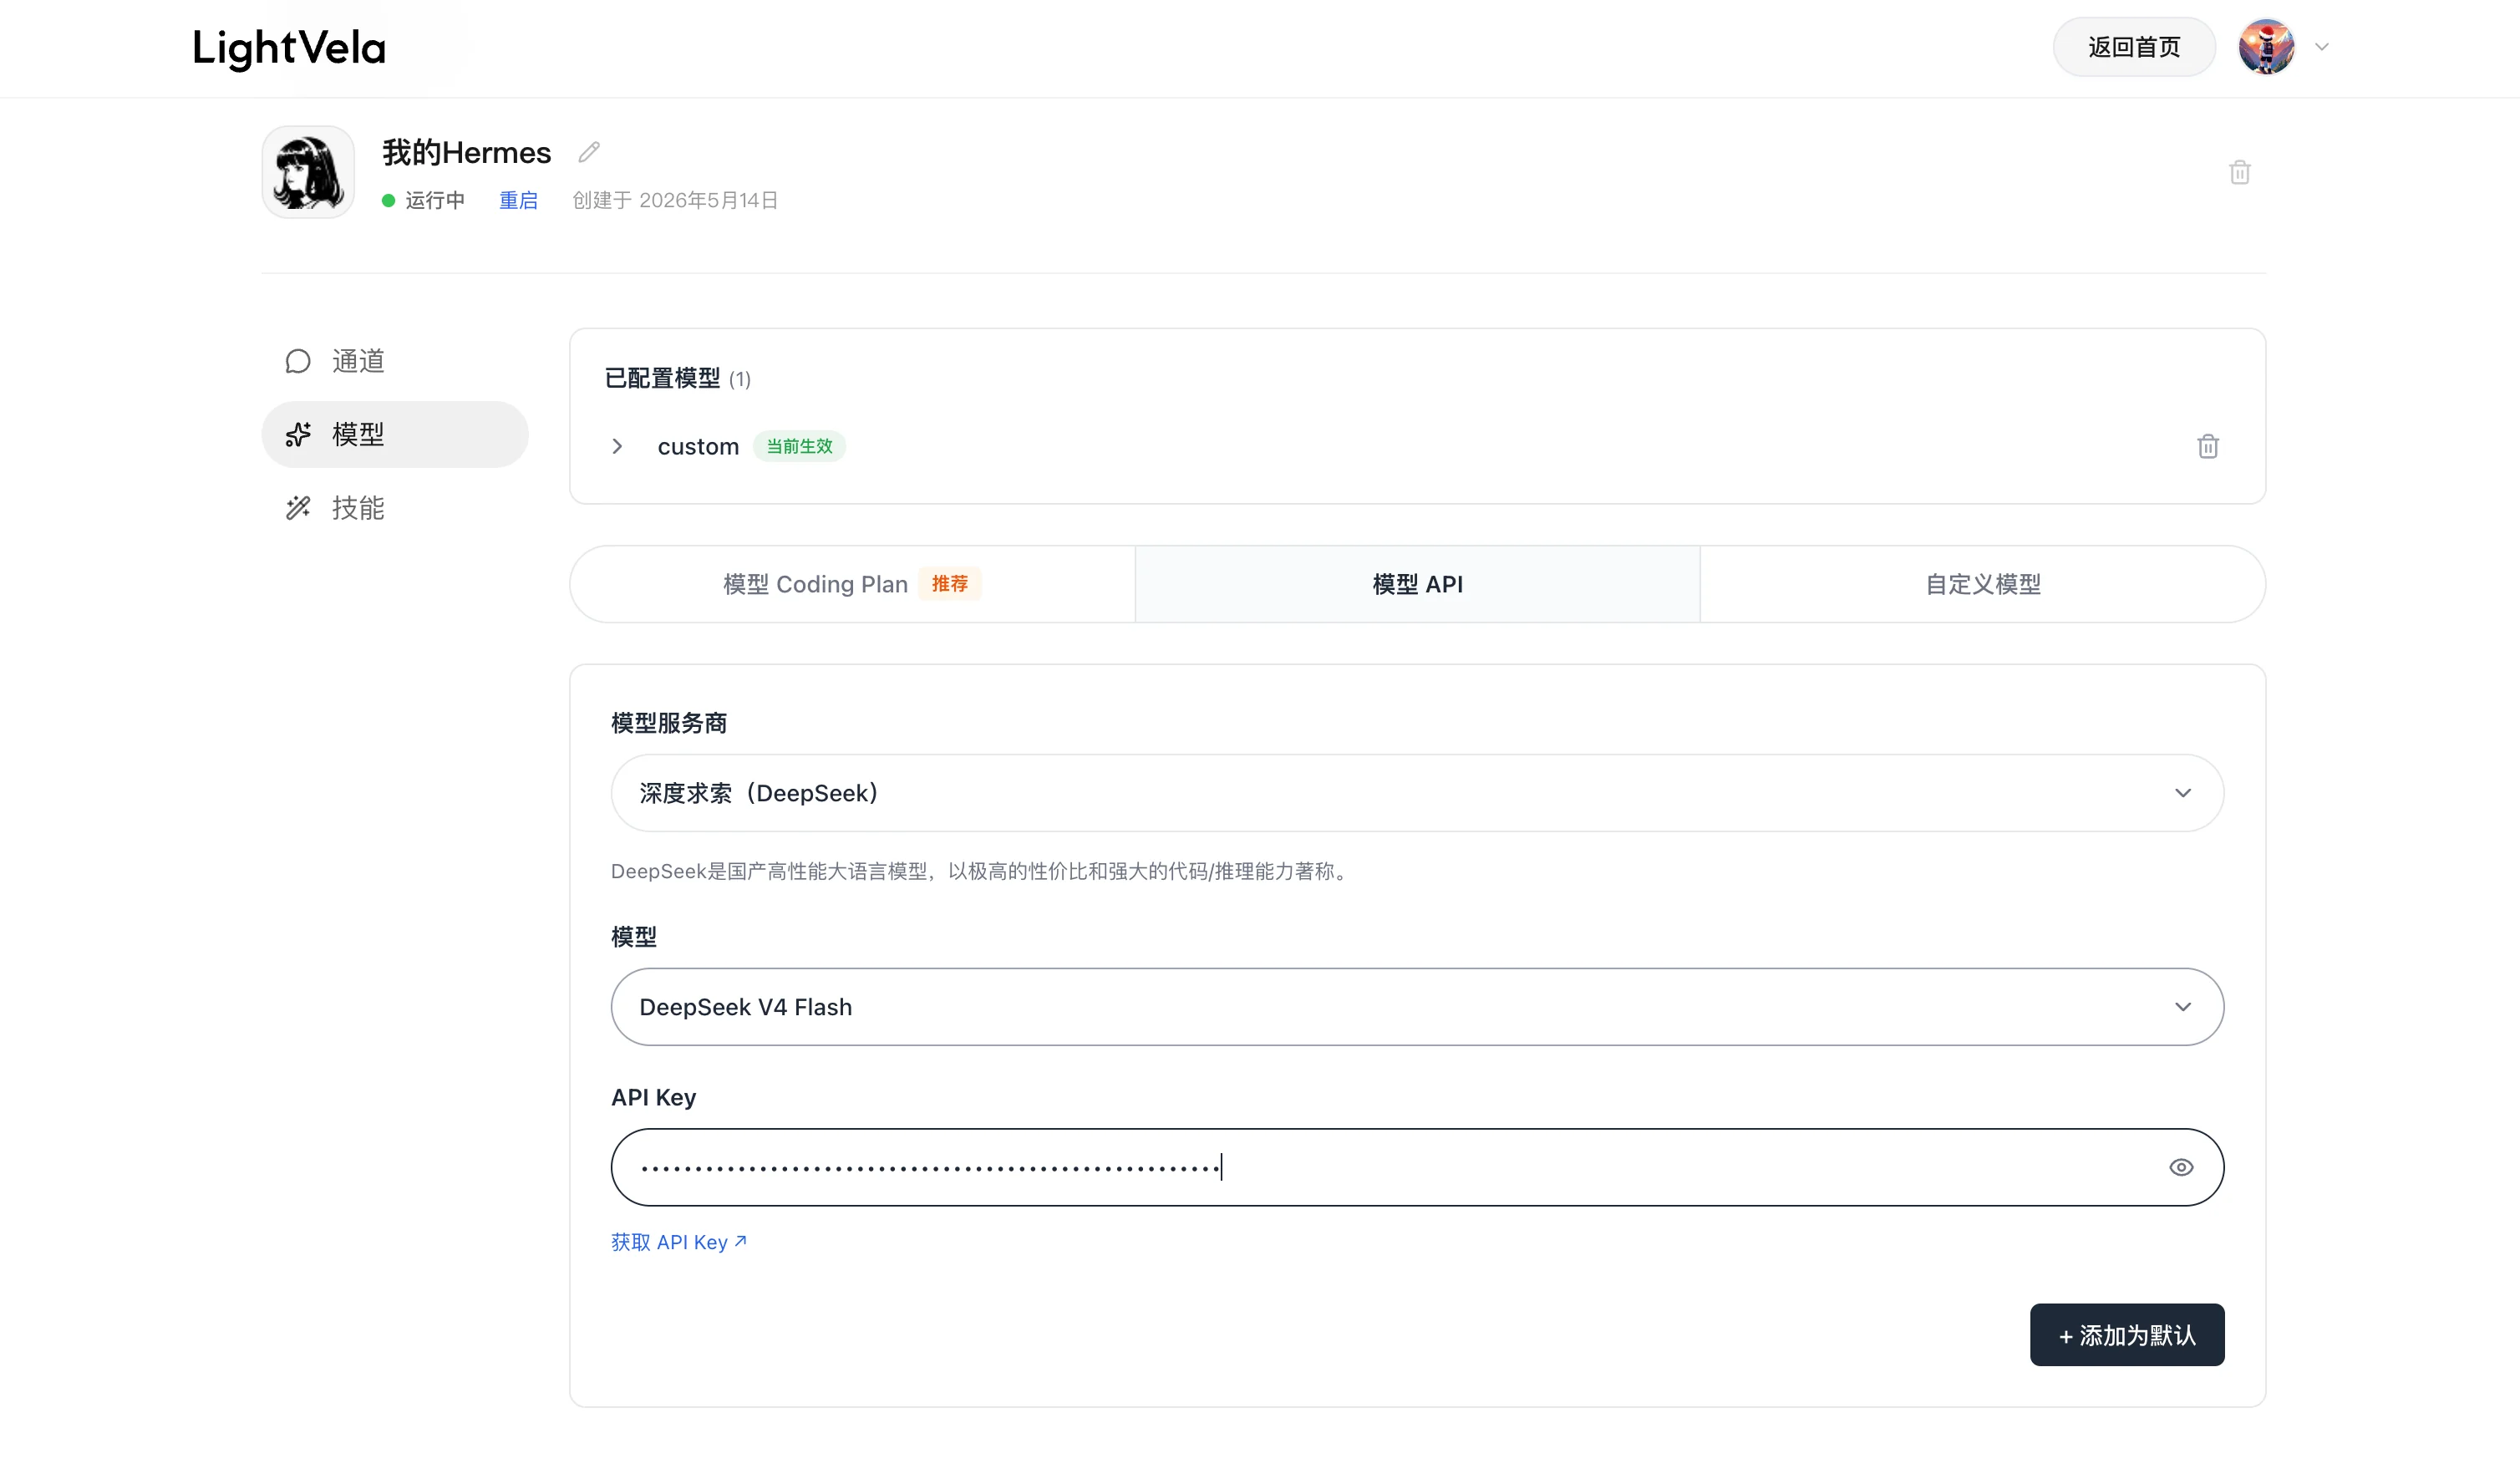 LightVela
返回首页
我的Hermes
运行中 重启 创建于 2026年5月14日
通道
模型
技能
已配置模型 (1)
custom 当前生效
模型 Coding Plan 推荐
模型 API
自定义模型
模型服务商
深度求索（DeepSeek）
DeepSeek是国产高性能大语言模型，以极高的性价比和强大的代码/推理能力著称。
模型
DeepSeek V4 Flash
API Key
获取 API Key ↗
+ 添加为默认